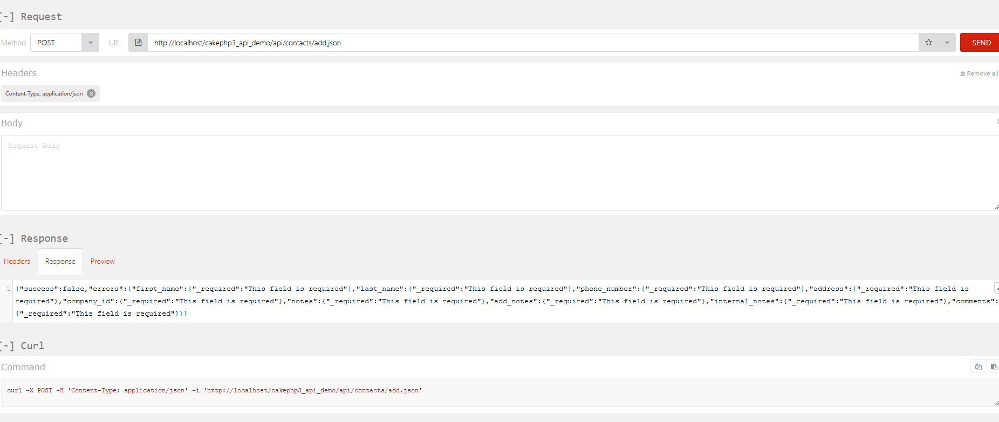 [-] Request
Method POST URL http://localhost/cakephp3_api_demo/api/contacts/add.json SEND
Headers Remove all
Content-Type: application/json x
Body
Request Body
[-] Response
Headers Response Preview
1 {"success":false,"errors":{"first_name":{"_required":"This field is required"},"last_name":{"_required":"This field is required"},"phone_number":{"_required":"This field is required"},"address":{"_required":"This field is
required"},"company_id":{"_required":"This field is required"},"notes":{"_required":"This field is required"},"add_notes":{"_required":"This field is required"},"internal_notes":{"_required":"This field is required"},"comments":
{"_required":"This field is required"}}}
[-] Curl
Command
curl -X POST -H 'Content-Type: application/json' -i 'http://localhost/cakephp3_api_demo/api/contacts/add.json'